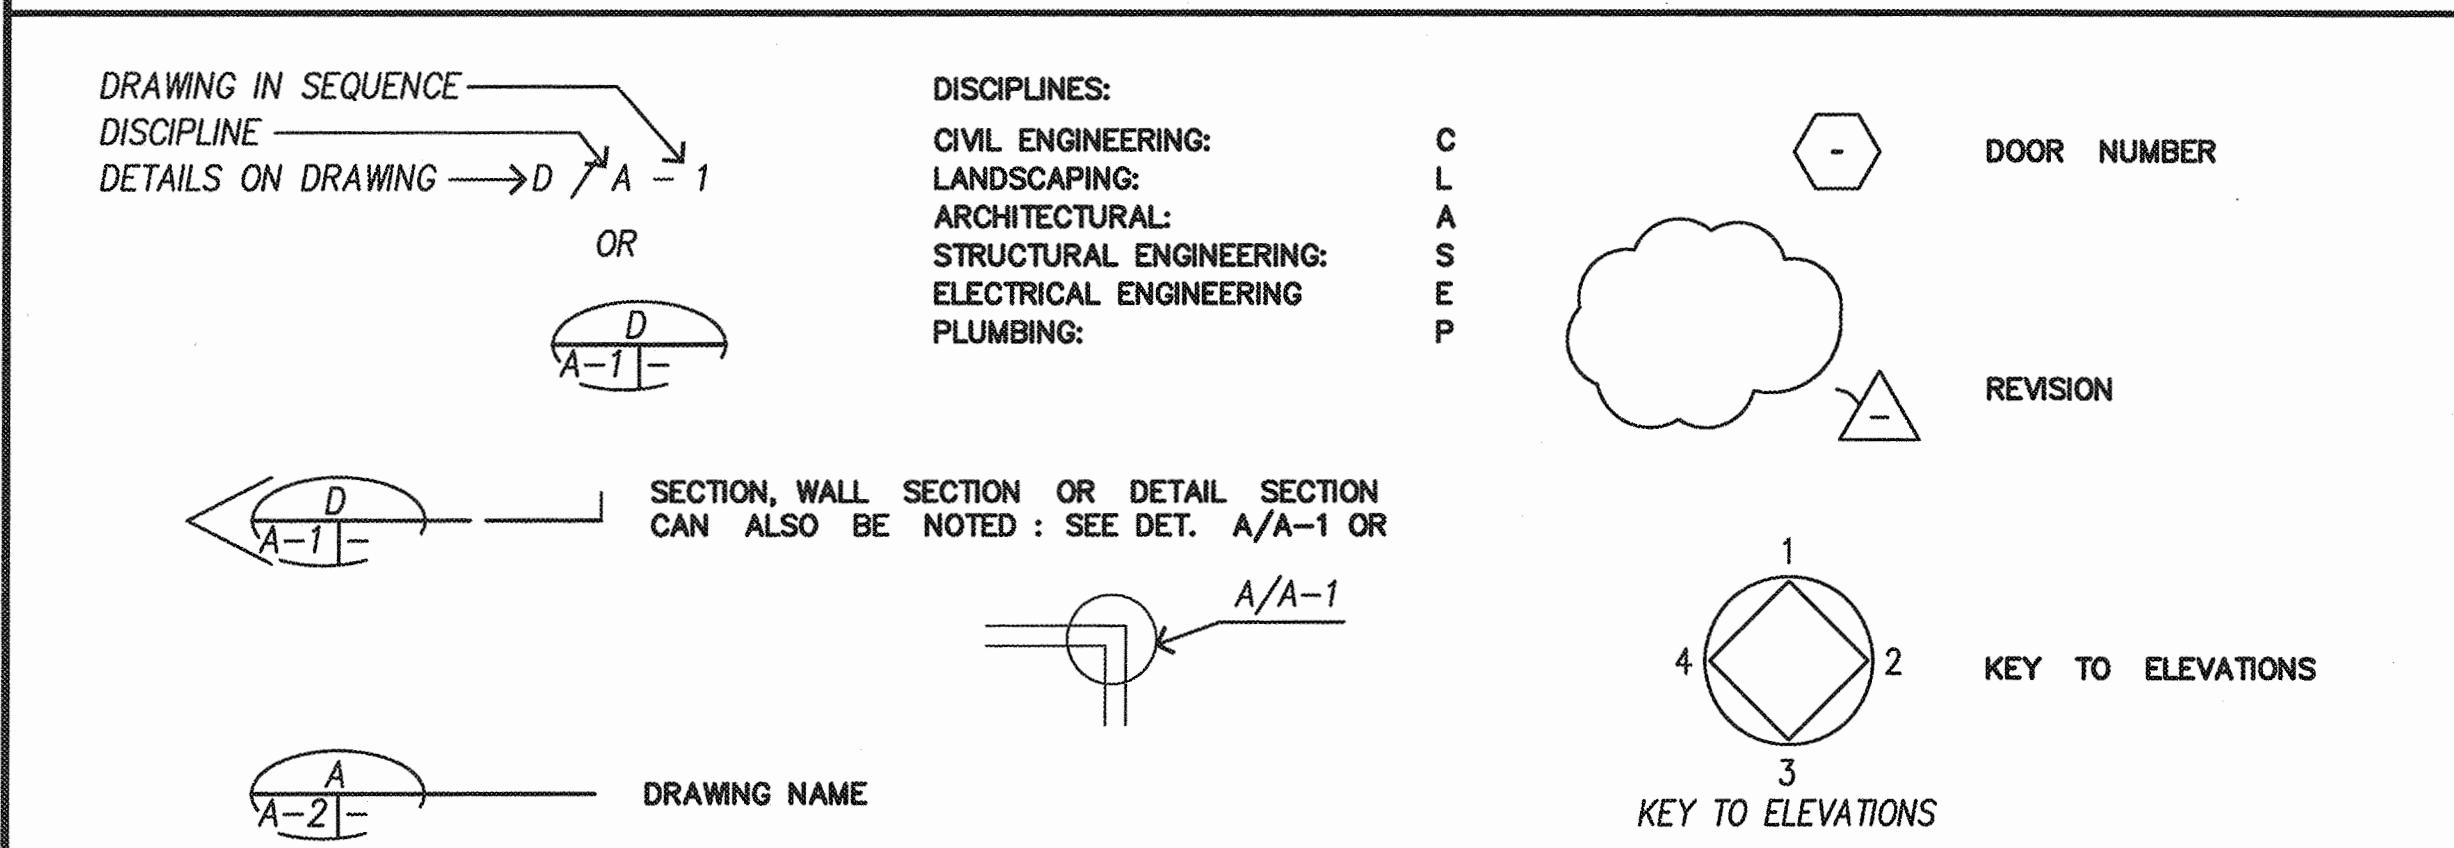 DRAWING IN SEQUENCE
DISCIPLINE
DETAILS ON DRAWING D / A - 1
OR
D
A-1 -
DISCIPLINES:
CIVIL ENGINEERING: C
LANDSCAPING: L
ARCHITECTURAL: A
STRUCTURAL ENGINEERING: S
ELECTRICAL ENGINEERING E
PLUMBING: P
- DOOR NUMBER
- REVISION
D
A-1 -
SECTION, WALL SECTION OR DETAIL SECTION
CAN ALSO BE NOTED : SEE DET. A/A-1 OR
A/A-1
1
4 2 KEY TO ELEVATIONS
3
KEY TO ELEVATIONS
A
A-2 -
DRAWING NAME